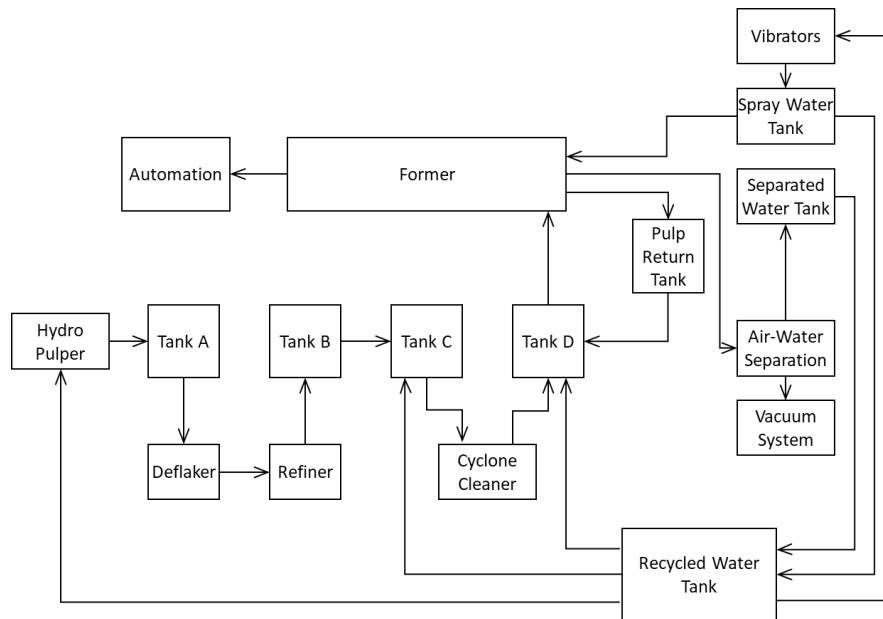 Vibrators
Spray Water
Tank
Automation
Former
Separated
Water Tank
Pulp
Return
Tank
Hydro
Pulper
Tank A
Tank B
Tank C
Tank D
Air-Water
Separation
Vacuum
System
Deflaker
Refiner
Cyclone
Cleaner
Recycled Water
Tank